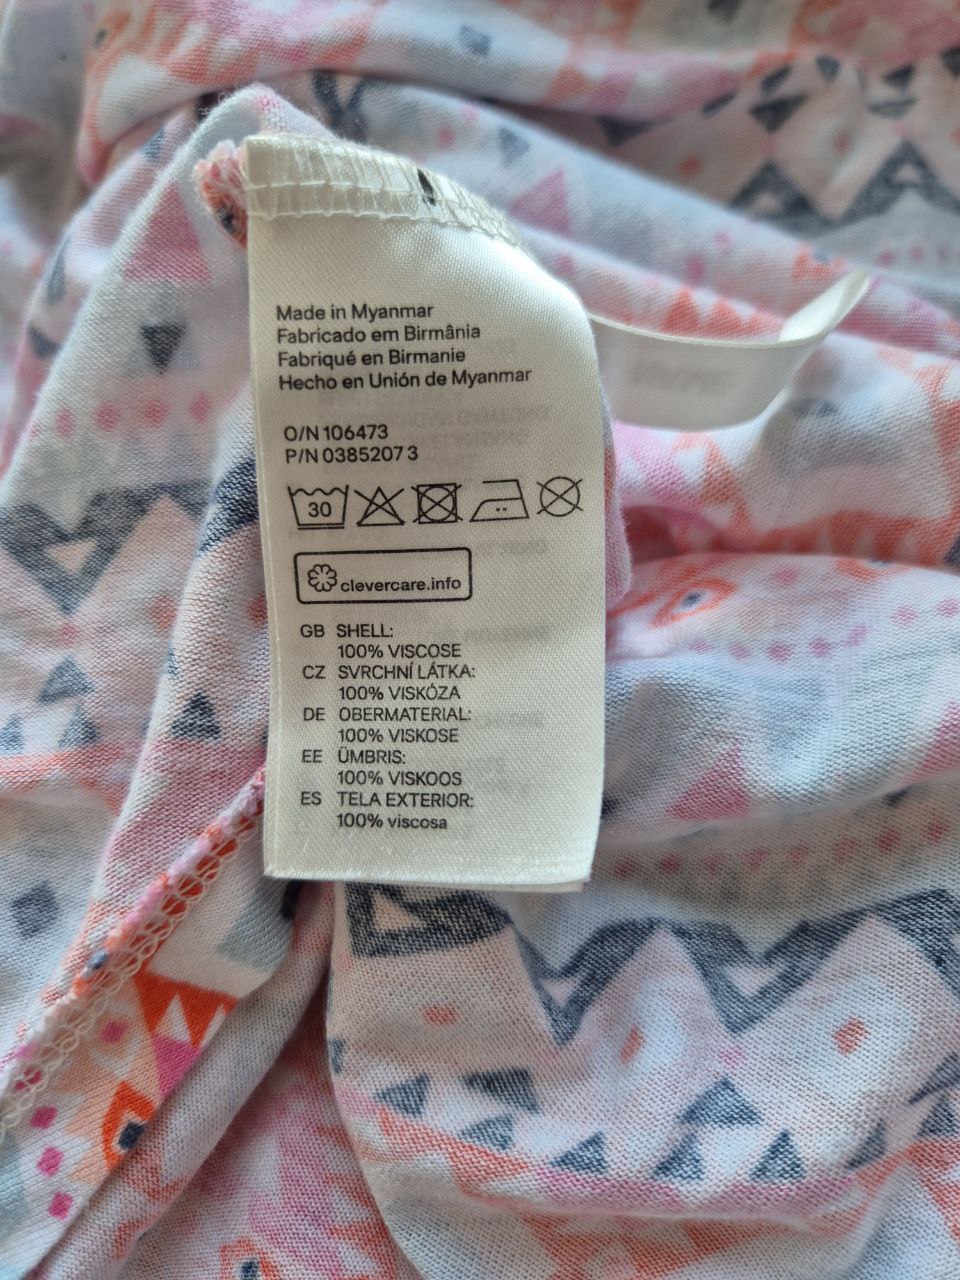 Made in Myanmar
Fabricado em Birmânia
Fabriqué en Birmanie
Hecho en Unión de Myanmar
O/N 106473
P/N 0385207 3
30
clevercare.info
GB SHELL:
100% VISCOSE
CZ SVRCHNÍ LÁTKA:
100% VISKÓZA
DE OBERMATERIAL:
100% VISKOSE
EE ÜMBRIS:
100% VISKOOS
ES TELA EXTERIOR:
100% viscosa